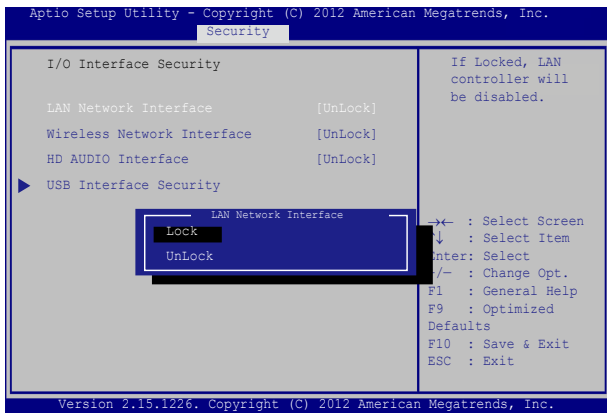 Aptio Setup Utility - Copyright (C) 2012 American Megatrends, Inc.
Security
I/O Interface Security
LAN Network Interface [UnLock]
Wireless Network Interface [UnLock]
HD AUDIO Interface [UnLock]
USB Interface Security
If Locked, LAN
controller will
be disabled.
LAN Network Interface
Lock
UnLock
→← : Select Screen
↓ : Select Item
nter: Select
/— : Change Opt.
F1 : General Help
F9 : Optimized
Defaults
F10 : Save & Exit
ESC : Exit
Version 2.15.1226. Copyright (C) 2012 American Megatrends, Inc.